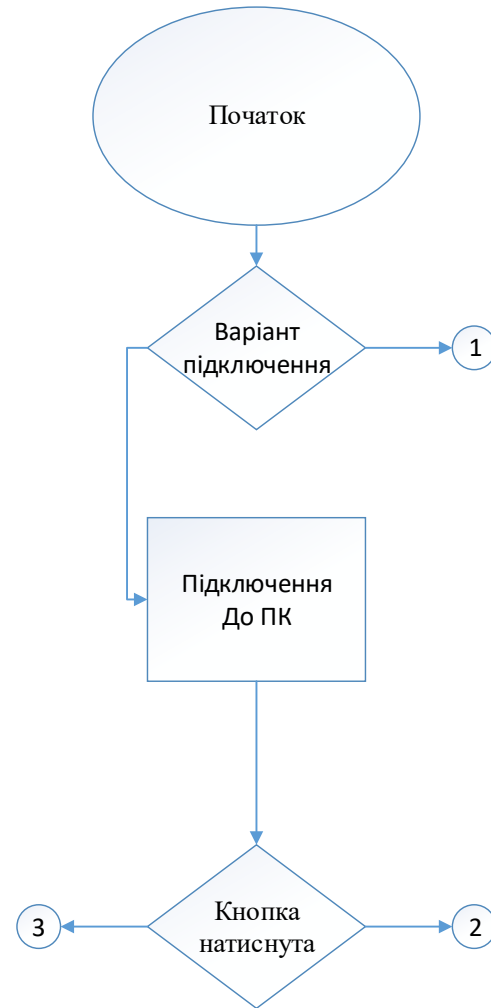 Початок
Варіант
підключення
1
Підключення
До ПК
3
Кнопка
натиснута
2